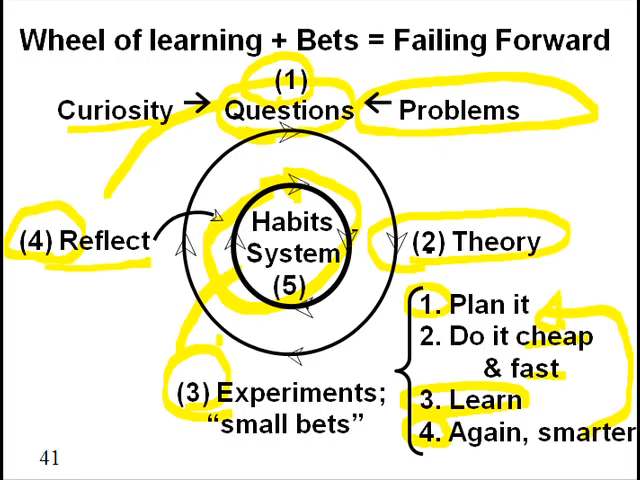 Wheel of learning + Bets = Failing Forward
(1)
Curiosity → Questions ← Problems
Habits
System
(5)
(4) Reflect
(2) Theory
1. Plan it
2. Do it cheap
& fast
3. Learn
4. Again, smarter
(3) Experiments;
“small bets”
41